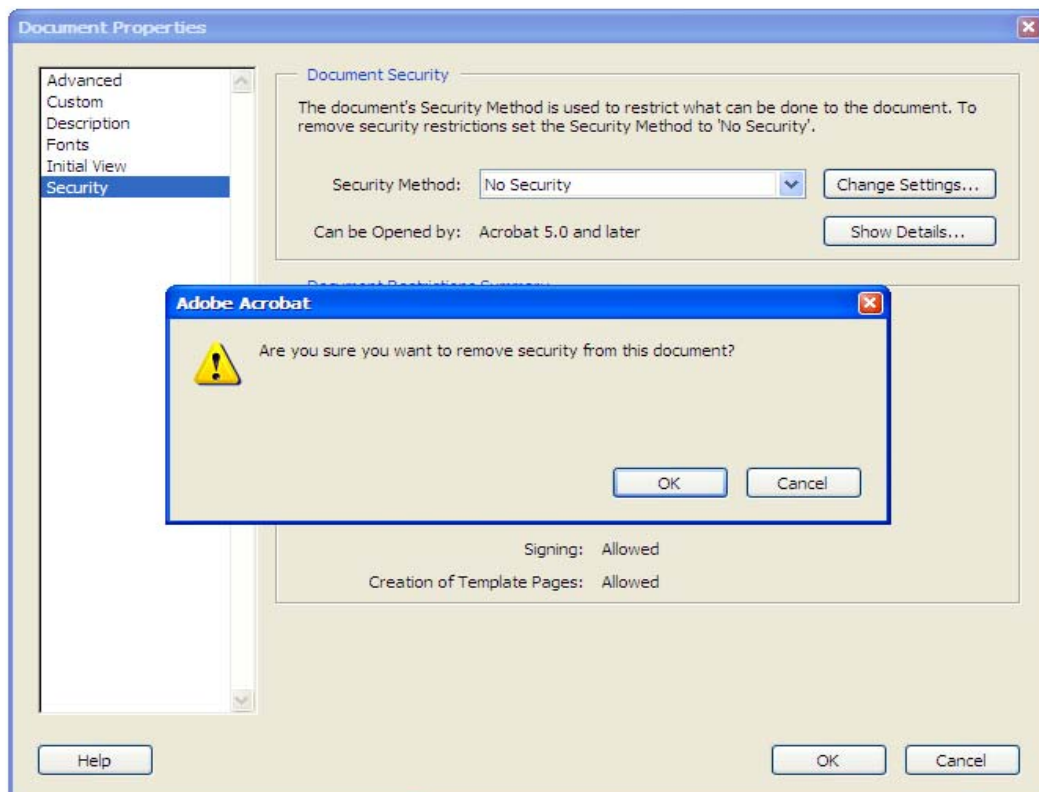 Document Properties
Advanced
Custom
Description
Fonts
Initial View
Security
Document Security
The document's Security Method is used to restrict what can be done to the document. To
remove security restrictions set the Security Method to 'No Security'.
Security Method: No Security Change Settings...
Can be Opened by: Acrobat 5.0 and later Show Details...
Document Restrictions Summary
Adobe Acrobat
Are you sure you want to remove security from this document?
OK Cancel
Signing: Allowed
Creation of Template Pages: Allowed
Help OK Cancel